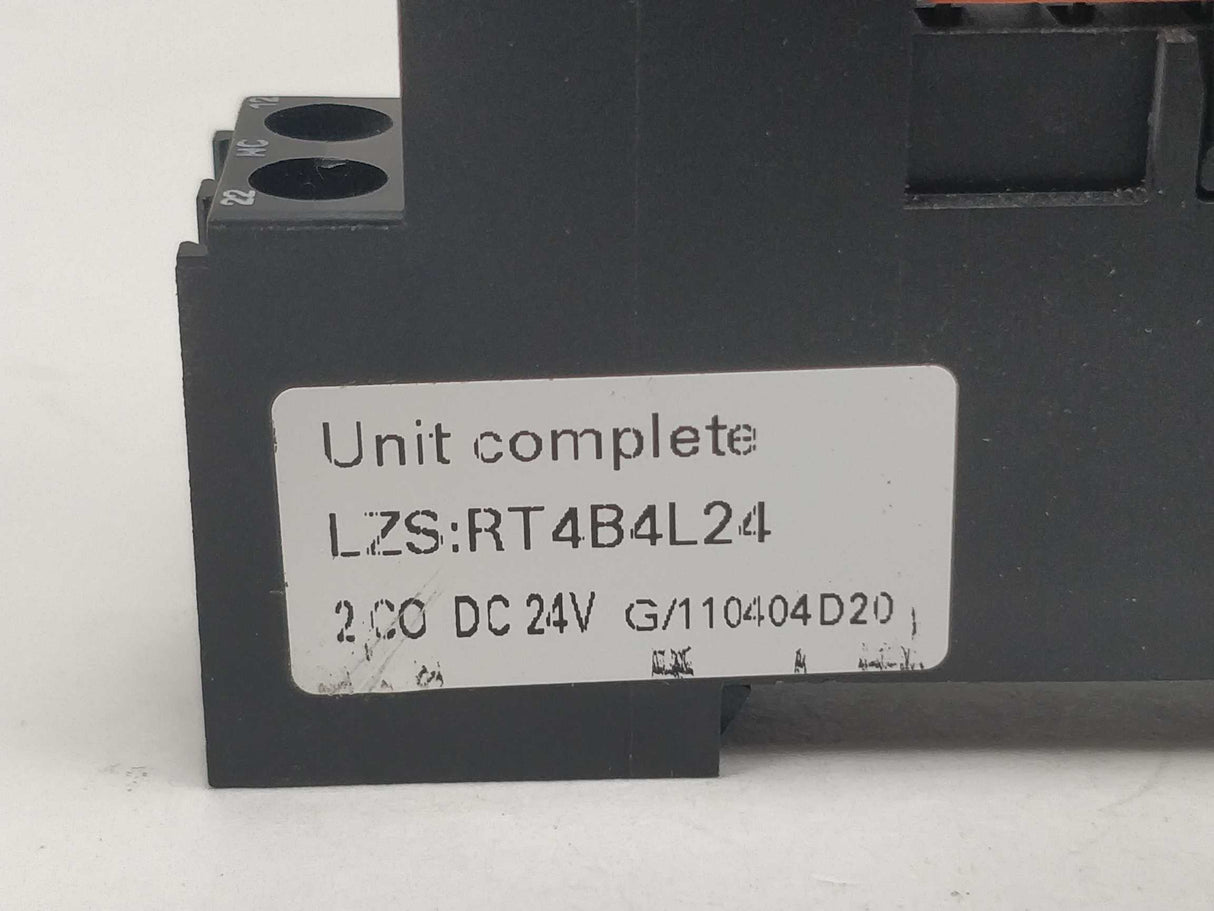 12
NC
22
Unit complete
LZS:RT4B4L24
2 CO DC 24V G/110404D20